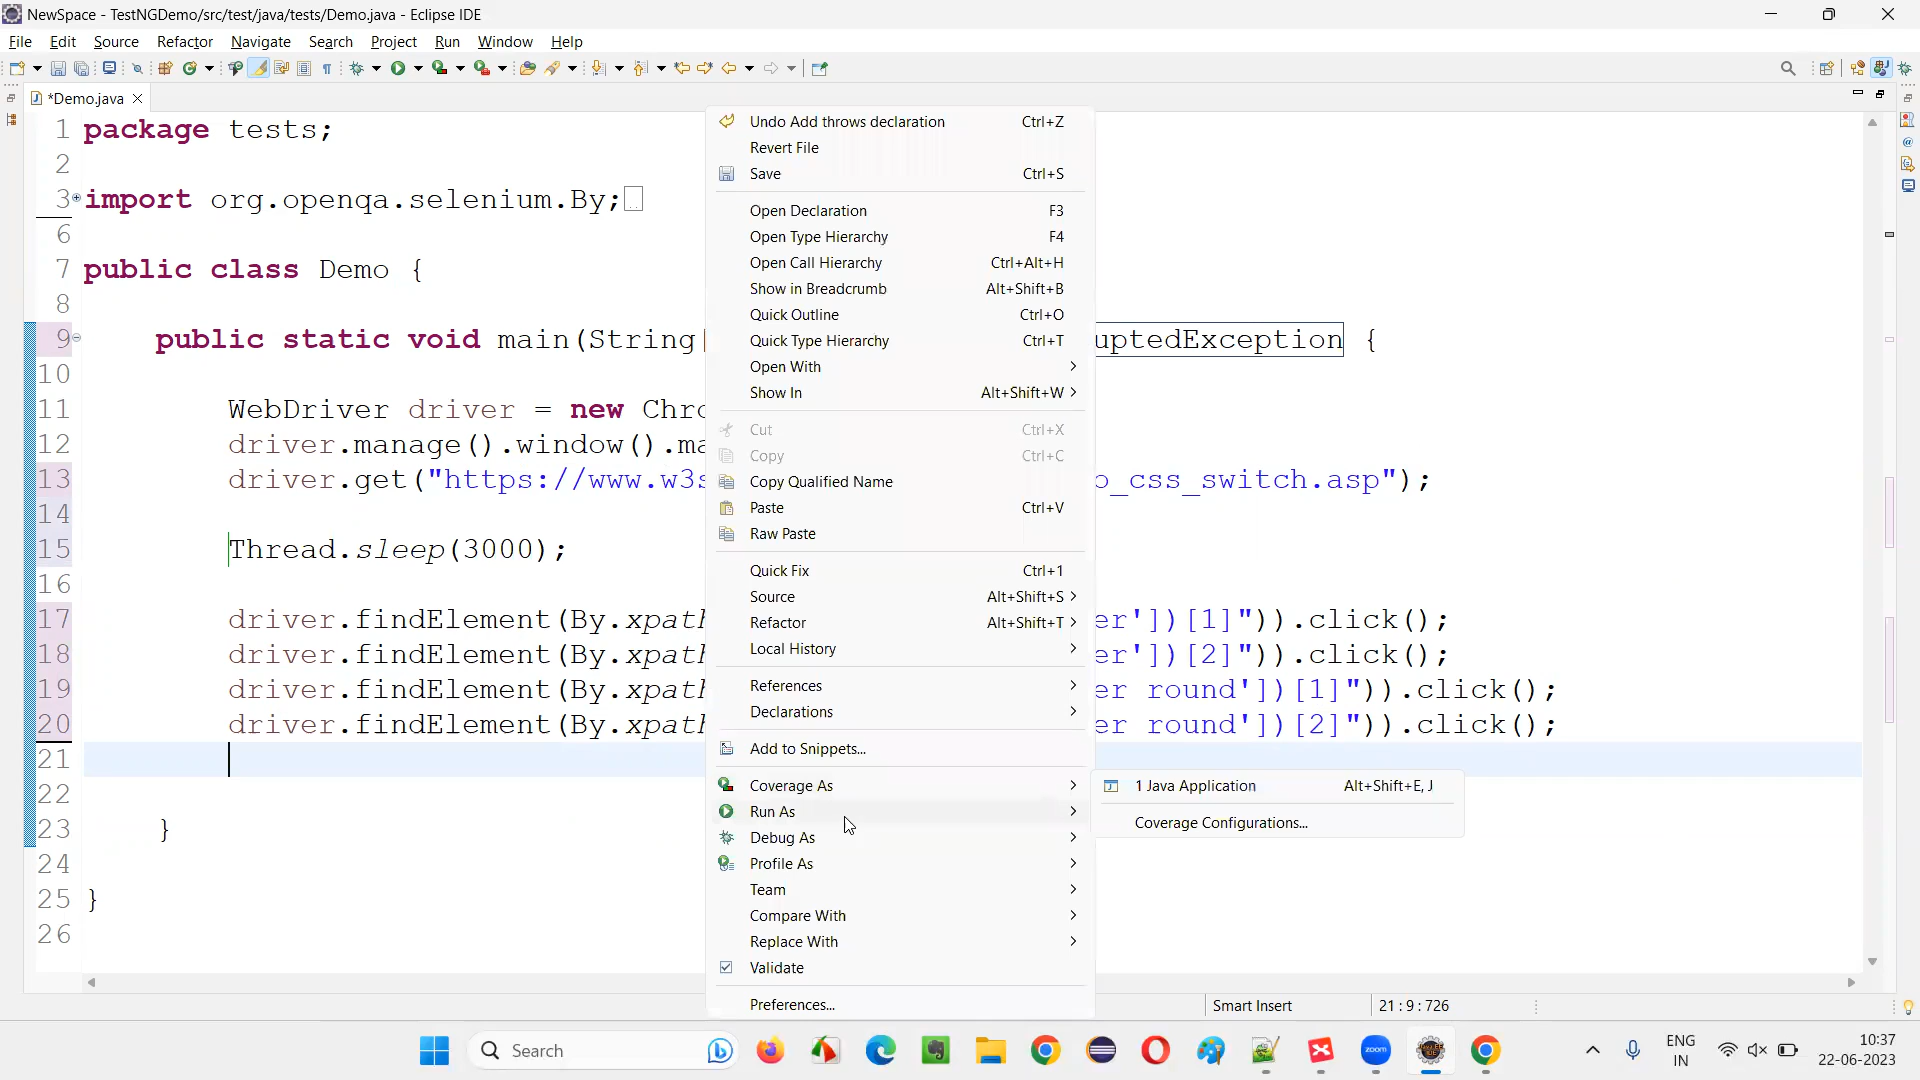 NewSpace - TestNGDemo/src/test/java/tests/Demo.java - Eclipse IDE
File Edit Source Refactor Navigate Search Project Run Window Help
*Demo.java
1 package tests;
2
3 import org.openqa.selenium.By;
6
7 public class Demo {
8
9 public static void main(String uptedException {
10
11 WebDriver driver = new Chro
12 driver.manage().window().ma
13 driver.get("https://www.w3s o_css_switch.asp");
14
15 Thread.sleep(3000);
16
17 driver.findElement(By.xpath er'])[1]")).click();
18 driver.findElement(By.xpath er'])[2]")).click();
19 driver.findElement(By.xpath er round'])[1]")).click();
20 driver.findElement(By.xpath er round'])[2]")).click();
21
22
23 }
24
25 }
26
Undo Add throws declaration Ctrl+Z
Revert File
Save Ctrl+S
Open Declaration F3
Open Type Hierarchy F4
Open Call Hierarchy Ctrl+Alt+H
Show in Breadcrumb Alt+Shift+B
Quick Outline Ctrl+O
Quick Type Hierarchy Ctrl+T
Open With
Show In Alt+Shift+W
Cut Ctrl+X
Copy Ctrl+C
Copy Qualified Name
Paste Ctrl+V
Raw Paste
Quick Fix Ctrl+1
Source Alt+Shift+S
Refactor Alt+Shift+T
Local History
References
Declarations
Add to Snippets...
Coverage As
Run As
Debug As
Profile As
Team
Compare With
Replace With
Validate
Preferences...
1 Java Application Alt+Shift+E, J
Coverage Configurations...
Smart Insert 21 : 9 : 726
Search
zoom
ENG
IN
10:37
22-06-2023